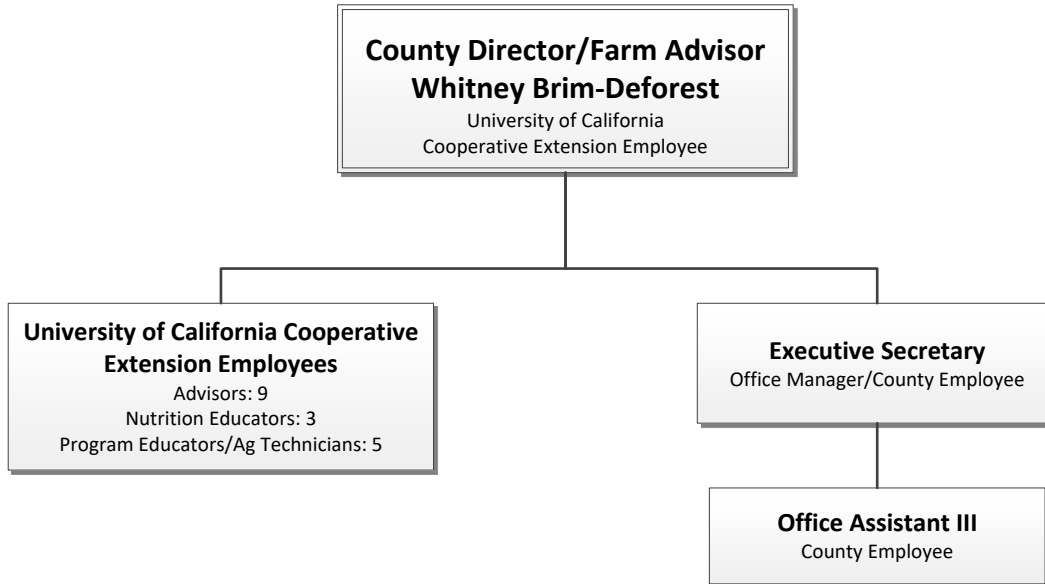 County Director/Farm Advisor
Whitney Brim-Deforest
University of California
Cooperative Extension Employee
University of California Cooperative
Extension Employees
Advisors: 9
Nutrition Educators: 3
Program Educators/Ag Technicians: 5
Executive Secretary
Office Manager/County Employee
Office Assistant III
County Employee